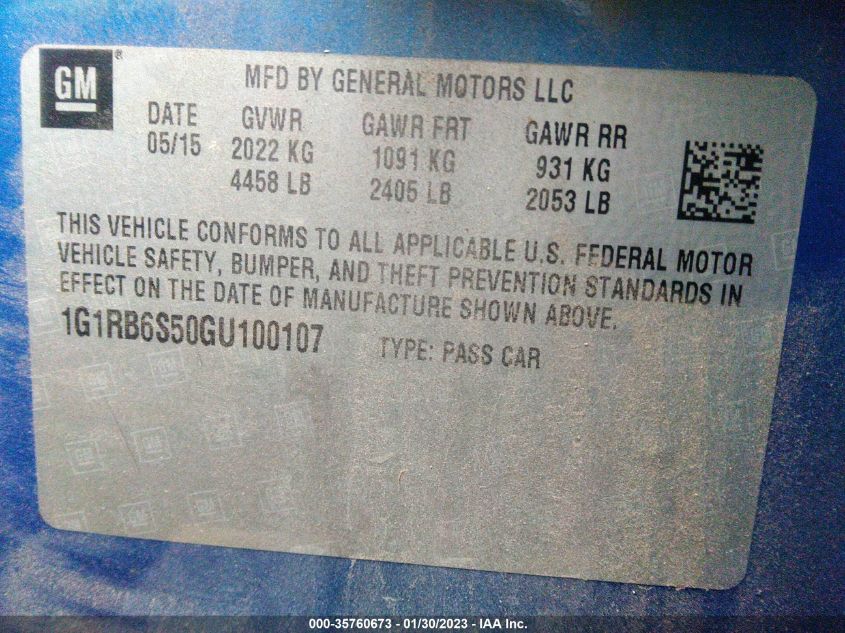 GM®
MFD BY GENERAL MOTORS LLC
DATE GVWR GAWR FRT GAWR RR
05/15 2022 KG 1091 KG 931 KG
4458 LB 2405 LB 2053 LB
THIS VEHICLE CONFORMS TO ALL APPLICABLE U.S. FEDERAL MOTOR
VEHICLE SAFETY, BUMPER, AND THEFT PREVENTION STANDARDS IN
EFFECT ON THE DATE OF MANUFACTURE SHOWN ABOVE.
1G1RB6S50GU100107 TYPE: PASS CAR
000-35760673 - 01/30/2023 - IAA Inc.